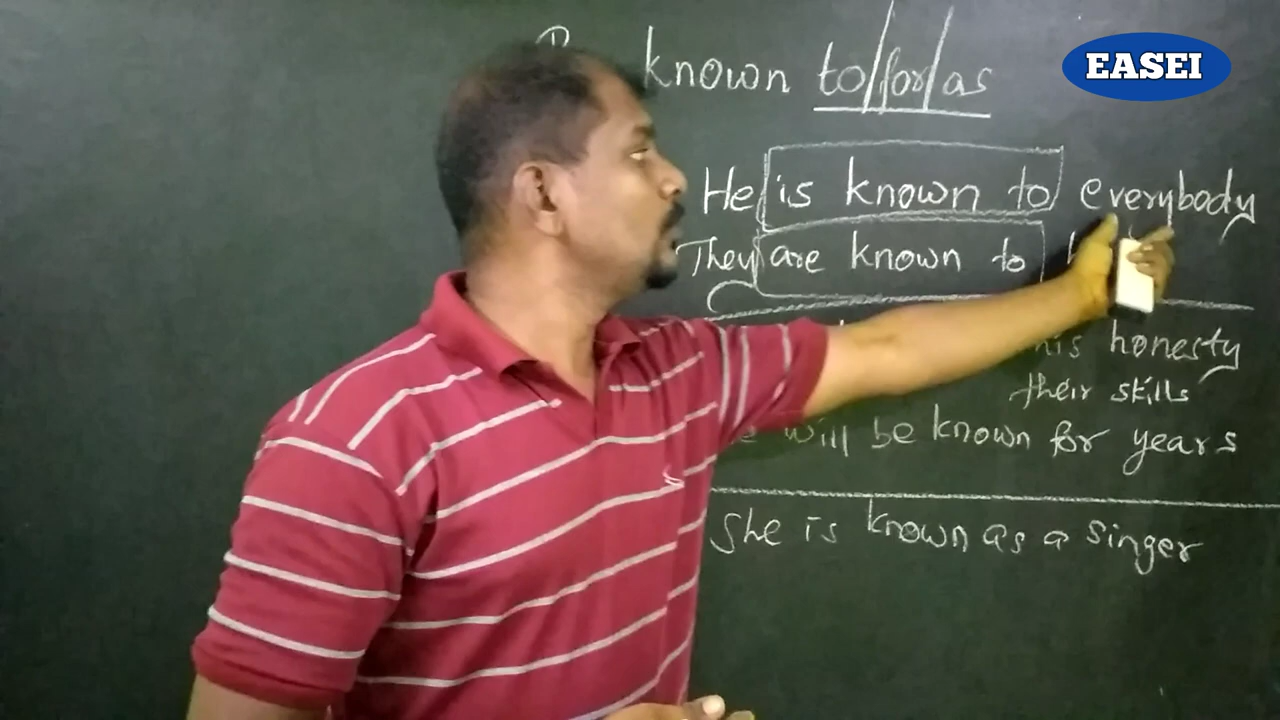 known to/for/as
EASEI
He is known to everybody
They are known to
his honesty
their skills
will be known for years
She is known as a singer